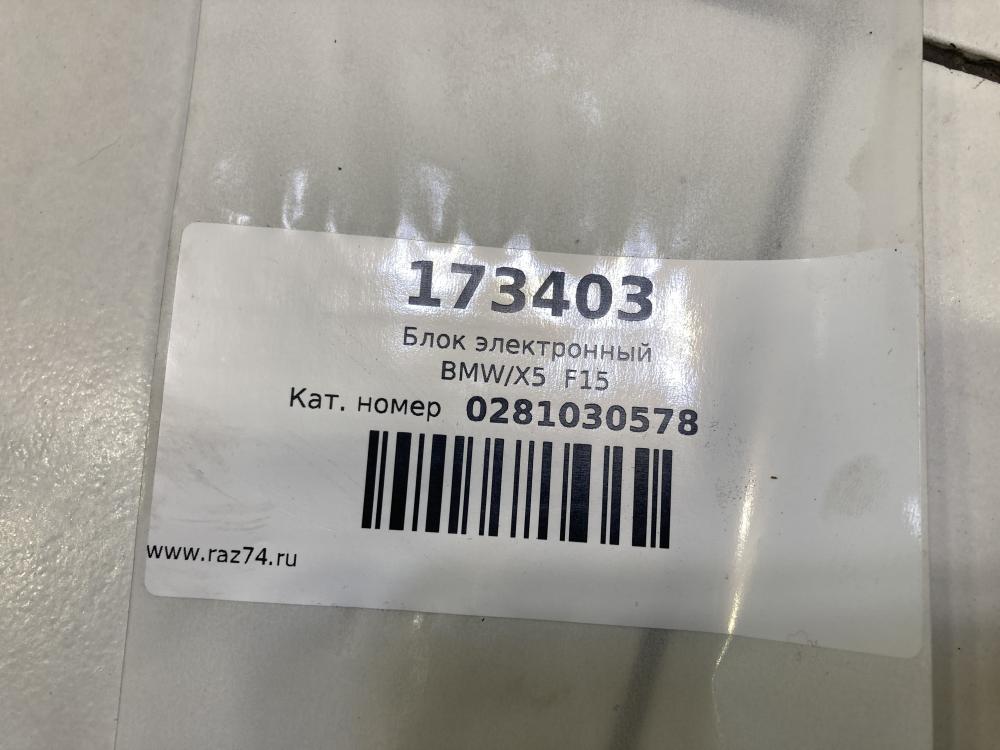 173403
Блок электронный
BMW/X5 F15
Кат. номер 0281030578
www.raz74.ru